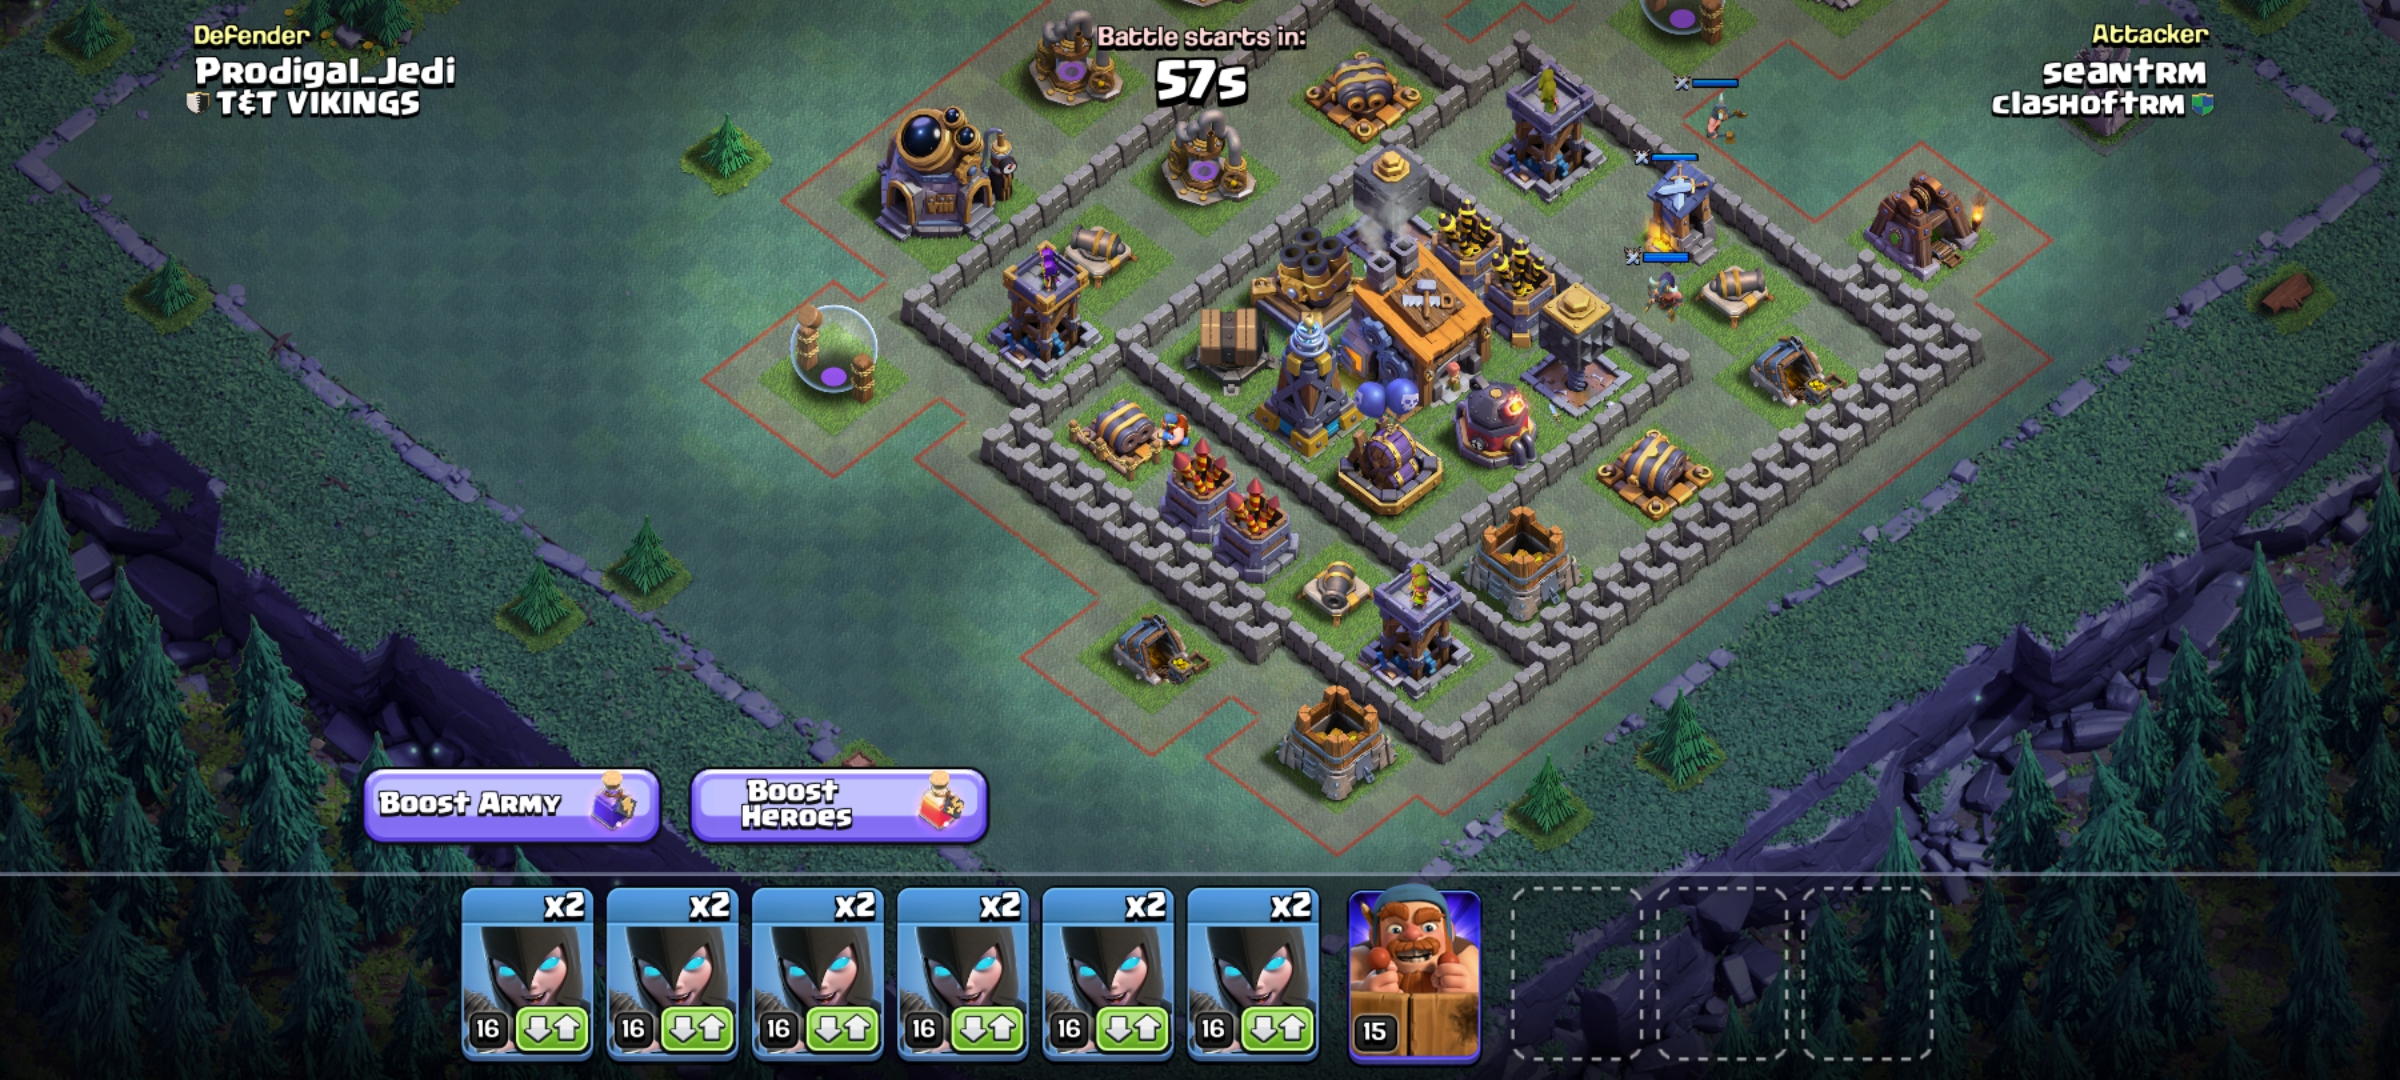 Defender
Prodigal_Jedi
T&T VIKINGS
Battle starts in:
57s
Attacker
seantRM
clashoftRM
VIII
Boost Army
Boost
Heroes
x2
x2
x2
x2
x2
x2
16
16
16
16
16
16
15